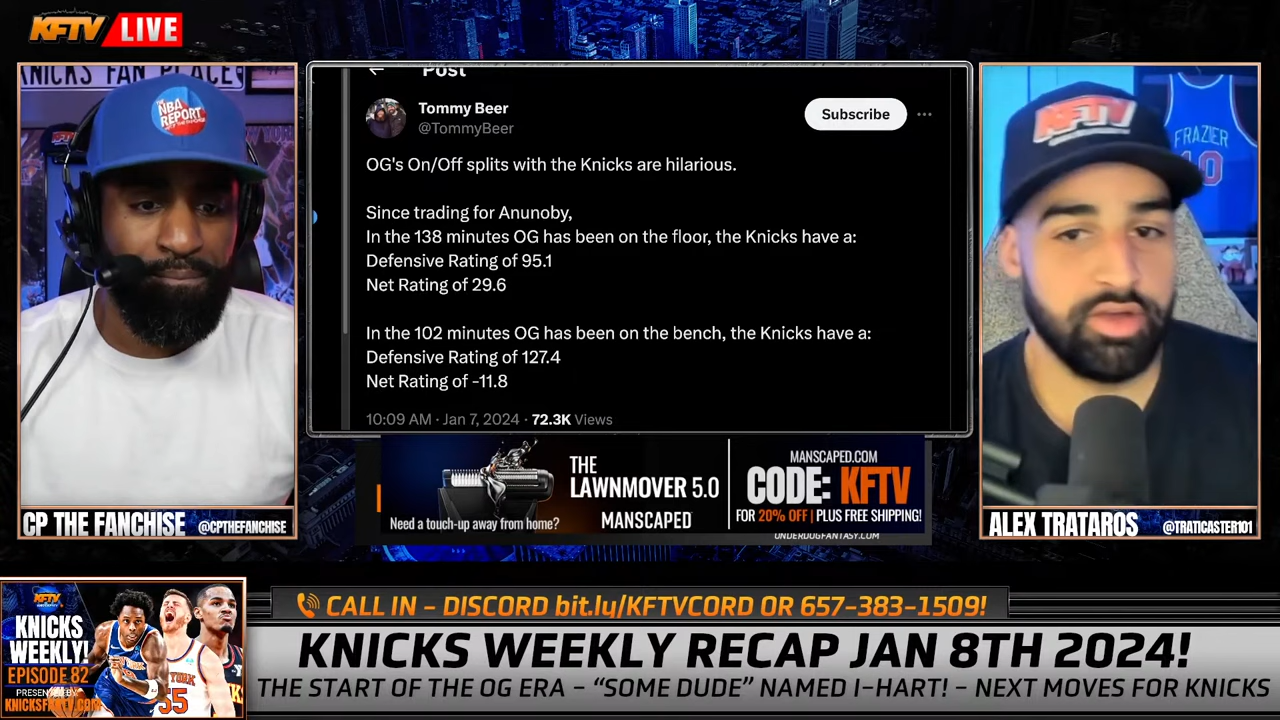 KFTV LIVE
KNICKS FAN PLACE
NBA
REPORT
KFTV
FRAZIER
10
Post
Tommy Beer
@TommyBeer
Subscribe
OG's On/Off splits with the Knicks are hilarious.
Since trading for Anunoby,
In the 138 minutes OG has been on the floor, the Knicks have a:
Defensive Rating of 95.1
Net Rating of 29.6
In the 102 minutes OG has been on the bench, the Knicks have a:
Defensive Rating of 127.4
Net Rating of -11.8
10:09 AM · Jan 7, 2024 · 72.3K Views
THE
LAWNMOVER 5.0
MANSCAPED
Need a touch-up away from home?
MANSCAPED.COM
CODE: KFTV
FOR 20% OFF | PLUS FREE SHIPPING!
UNDERDOGFANTASY.COM
CP THE FANCHISE @CPTHEFANCHISE
ALEX TRATAROS @TRATICASTER101
KFTV
KNICKS
WEEKLY!
EPISODE 82
PRESENTED BY
YORK
55
CALL IN – DISCORD bit.ly/KFTVCORD OR 657-383-1509!
KNICKS WEEKLY RECAP JAN 8TH 2024!
THE START OF THE OG ERA – “SOME DUDE” NAMED I-HART! – NEXT MOVES FOR KNICKS